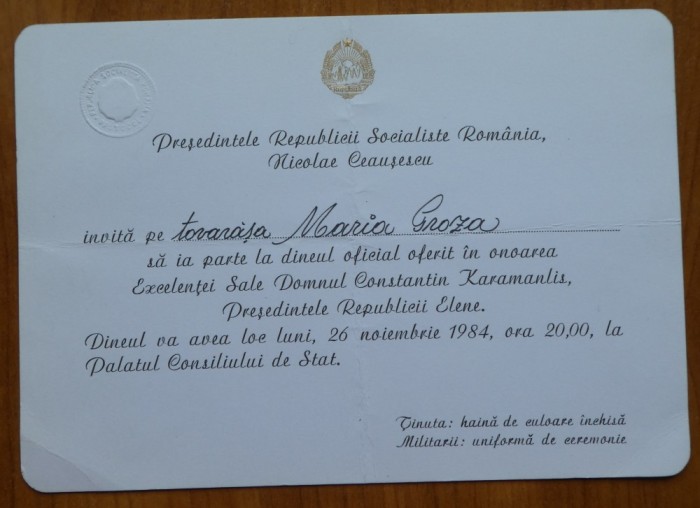 Președintele Republicii Socialiste România,
Nicolae Ceaușescu
invită pe tovarășa Maria Groza
să ia parte la dineul oficial oferit în onoarea
Excelenței Sale Domnul Constantin Karamanlis,
Președintele Republicii Elene.
Dineul va avea loc luni, 26 noiembrie 1984, ora 20,00, la
Palatul Consiliului de Stat.
Ținuta: haină de culoare închisă
Militarii: uniformă de ceremonie